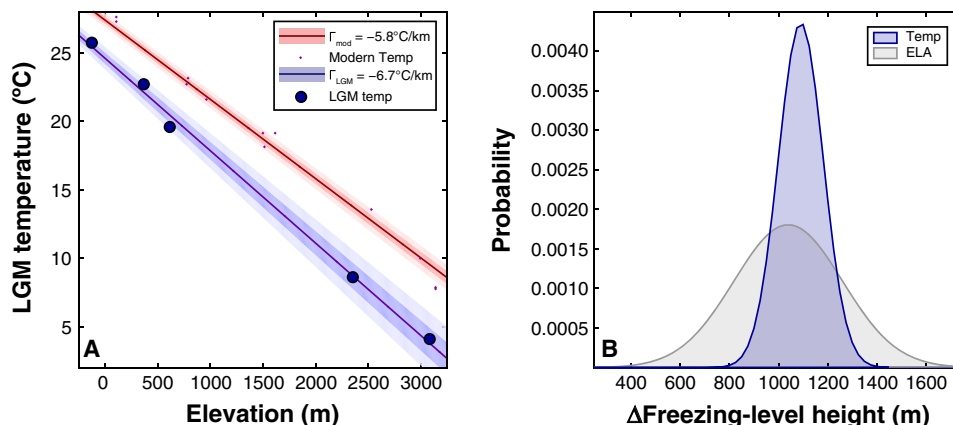 Γmod = −5.8°C/km
Modern Temp
ΓLGM = −6.7°C/km
LGM temp
25
20
15
10
5
LGM temperature (°C)
A
0
500
1000
1500
2000
2500
3000
Elevation (m)
Temp
ELA
0.0040
0.0035
0.0030
0.0025
0.0020
0.0015
0.0010
0.0005
Probability
B
400
600
800
1000
1200
1400
1600
ΔFreezing-level height (m)